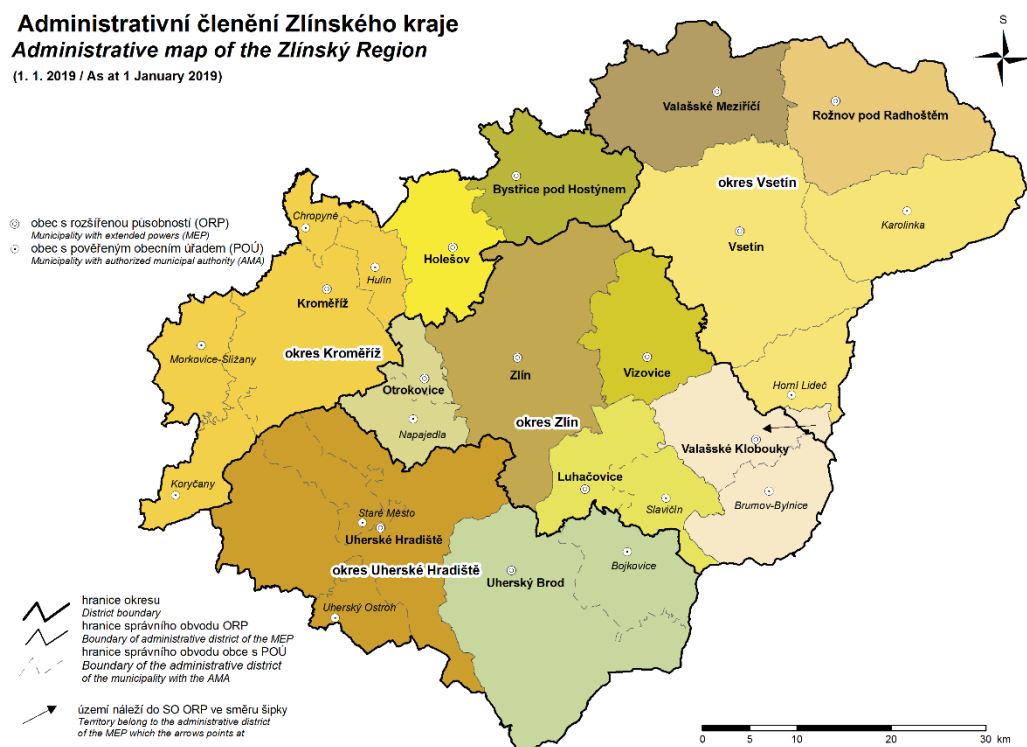 Administrativní členění Zlínského kraje
Administrative map of the Zlínský Region
(1. 1. 2019 / As at 1 January 2019)
S
Valašské Meziříčí
Rožnov pod Radhoštěm
Bystřice pod Hostýnem
okres Vsetín
obec s rozšířenou působností (ORP)
Municipality with extended powers (MEP)
obec s pověřeným obecním úřadem (POÚ)
Municipality with authorized municipal authority (AMA)
Chropyně
Karolinka
Vsetín
Holešov
Hulín
Kroměříž
okres Kroměříž
Morkovice-Slížany
Zlín
Vizovice
Otrokovice
Horní Lideč
Napajedla
okres Zlín
Valašské Klobouky
Luhačovice
Koryčany
Slavičín
Brumov-Bylnice
Staré Město
Uherské Hradiště
okres Uherské Hradiště
Uherský Brod
Bojkovice
Uherský Ostroh
hranice okresu
District boundary
hranice správního obvodu ORP
Boundary of administrative district of the MEP
hranice správního obvodu obce s POÚ
Boundary of the administrative district
of the municipality with the AMA
území náleží do SO ORP ve směru šipky
Territory belong to the administrative district
of the MEP which the arrows points at
0 5 10 20 30 km